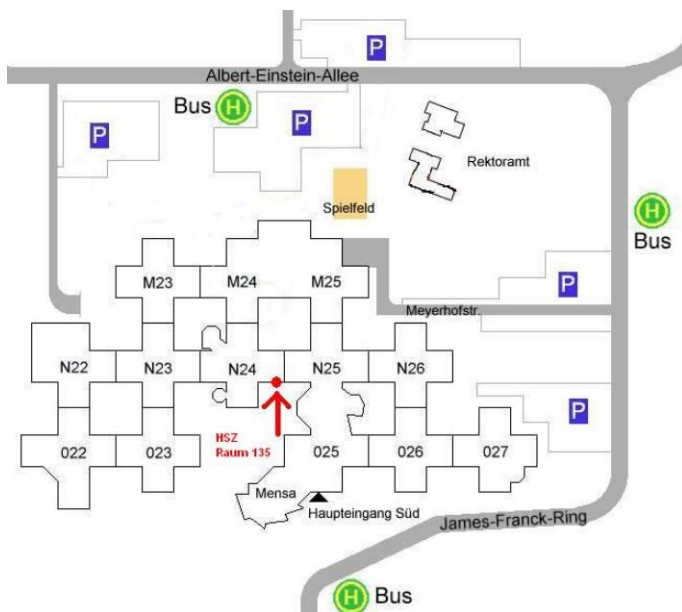 P
Albert-Einstein-Allee
Bus H
P
P
Rektoramt
Spielfeld
H
Bus
M23
M24
M25
P
Meyerhofstr.
N22
N23
N24
N25
N26
P
HSZ
Raum 135
022
023
025
026
027
Mensa
Haupteingang Süd
James-Franck-Ring
H Bus